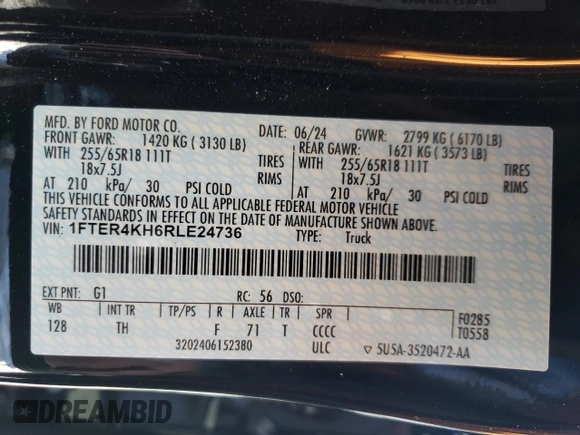 MFD. BY FORD MOTOR CO.
DATE: 06/24 GVWR: 2799 KG ( 6170 LB)
FRONT GAWR: 1420 KG ( 3130 LB)
REAR GAWR: 1621 KG ( 3573 LB)
WITH 255/65R18 111T TIRES
WITH 255/65R18 111T TIRES
18x7.5J RIMS
18x7.5J RIMS
AT 210 kPa/ 30 PSI COLD
AT 210 kPa/ 30 PSI COLD
THIS VEHICLE CONFORMS TO ALL APPLICABLE FEDERAL MOTOR VEHICLE
SAFETY STANDARDS IN EFFECT ON THE DATE OF MANUFACTURE SHOWN ABOVE.
VIN: 1FTER4KH6RLE24736 TYPE: Truck
EXT PNT: G1 RC: 56 DSO:
WB INT TR TP/PS R AXLE TR SPR F0285
128 TH F 71 T CCCC T0558
3202406152380 ULC ▽ 5U5A-3520472-AA
DREAMBID